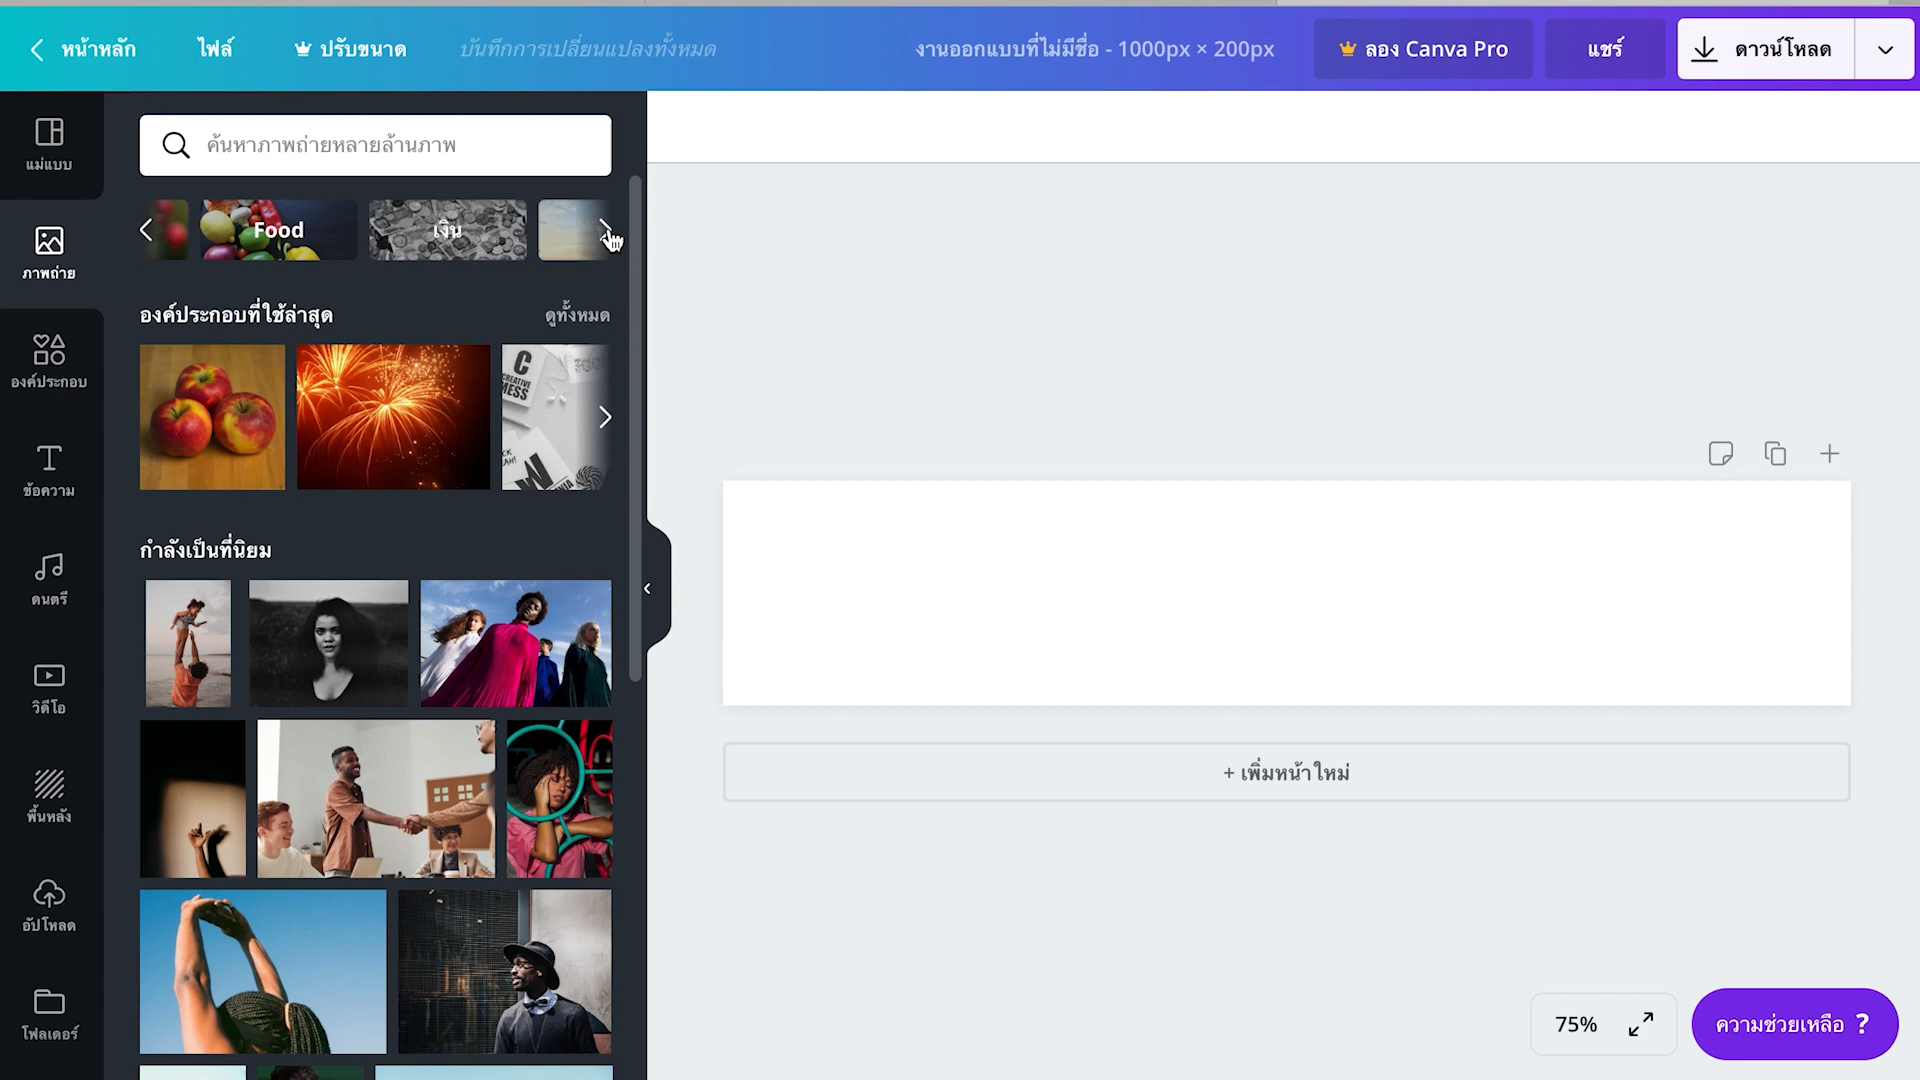 หน้าหลัก
ไฟล์
ปรับขนาด
บันทึกการเปลี่ยนแปลงทั้งหมด
งานออกแบบที่ไม่มีชื่อ - 1000px × 200px
ลอง Canva Pro
แชร์
ดาวน์โหลด
แม่แบบ
ภาพถ่าย
องค์ประกอบ
ข้อความ
ดนตรี
วิดีโอ
พื้นหลัง
อัปโหลด
โฟลเดอร์
ค้นหาภาพถ่ายหลายล้านภาพ
Food
เงิน
องค์ประกอบที่ใช้ล่าสุด
ดูทั้งหมด
C
CREATIVE
MESS
W
กำลังเป็นที่นิยม
+ เพิ่มหน้าใหม่
75%
ความช่วยเหลือ ?